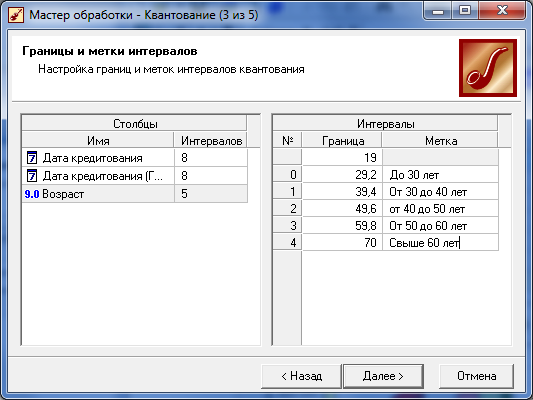 Мастер обработки - Квантование (3 из 5)
Границы и метки интервалов
Настройка границ и меток интервалов квантования
Столбцы
Имя Интервалов
7 Дата кредитования 8
7 Дата кредитования (Г... 8
9.0 Возраст 5
Интервалы
№ Граница Метка
19
0 29,2 До 30 лет
1 39,4 От 30 до 40 лет
2 49,6 от 40 до 50 лет
3 59,8 От 50 до 60 лет
4 70 Свыше 60 лет
< Назад Далее > Отмена